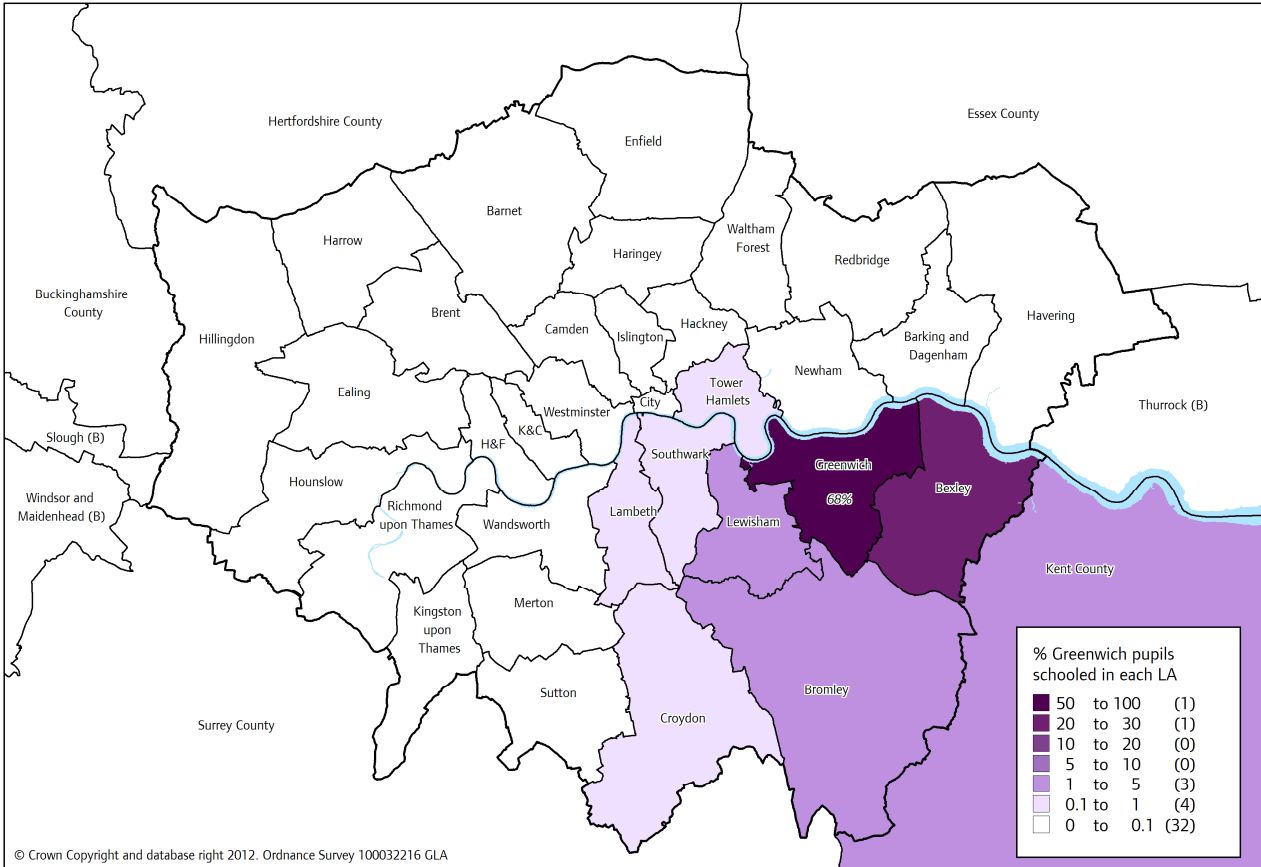 Hertfordshire County
Essex County
Enfield
Barnet
Harrow
Waltham
Forest
Haringey
Redbridge
Buckinghamshire
County
Brent
Camden
Hackney
Havering
Hillingdon
Islington
Barking and
Dagenham
Newham
Ealing
Tower
Hamlets
City
Westminster
Thurrock (B)
K&C
Slough (B)
H&F
Southwark
Greenwich
Hounslow
Bexley
Windsor and
Maidenhead (B)
Richmond
upon Thames
68%
Lambeth
Wandsworth
Lewisham
Kent County
Merton
Kingston
upon
Thames
Sutton
Bromley
Croydon
Surrey County
% Greenwich pupils
schooled in each LA
50 to 100 (1)
20 to 30 (1)
10 to 20 (0)
5 to 10 (0)
1 to 5 (3)
0.1 to 1 (4)
0 to 0.1 (32)
© Crown Copyright and database right 2012. Ordnance Survey 100032216 GLA